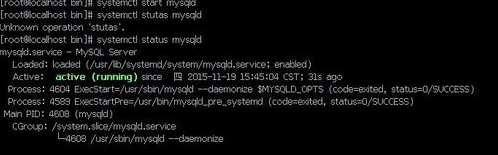 [root@localhost bin]# systemctl start mysqld
[root@localhost bin]# systemctl stutas mysqld
Unknown operation 'stutas'.
[root@localhost bin]# systemctl status mysqld
mysqld.service - MySQL Server
Loaded: loaded (/usr/lib/systemd/system/mysqld.service; enabled)
Active: active (running) since 四 2015-11-19 15:45:04 CST; 31s ago
Process: 4604 ExecStart=/usr/sbin/mysqld --daemonize $MYSQLD_OPTS (code=exited, status=0/SUCCESS)
Process: 4589 ExecStartPre=/usr/bin/mysqld_pre_systemd (code=exited, status=0/SUCCESS)
Main PID: 4608 (mysqld)
CGroup: /system.slice/mysqld.service
└─4608 /usr/sbin/mysqld --daemonize